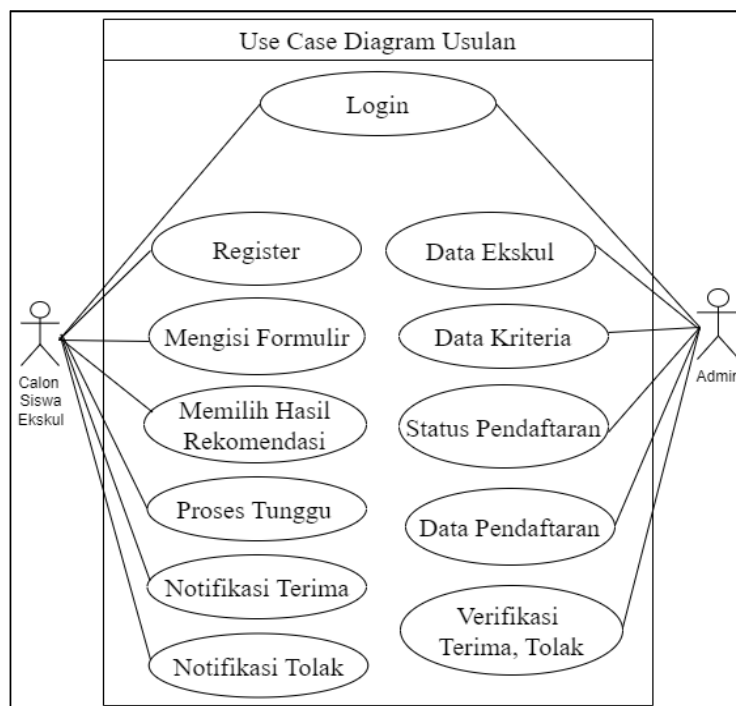 Use Case Diagram Usulan
Login
Register
Data Ekskul
Mengisi Formulir
Data Kriteria
Calon
Siswa
Ekskul
Admin
Memilih Hasil
Rekomendasi
Status Pendaftaran
Proses Tunggu
Data Pendaftaran
Notifikasi Terima
Verifikasi
Terima, Tolak
Notifikasi Tolak